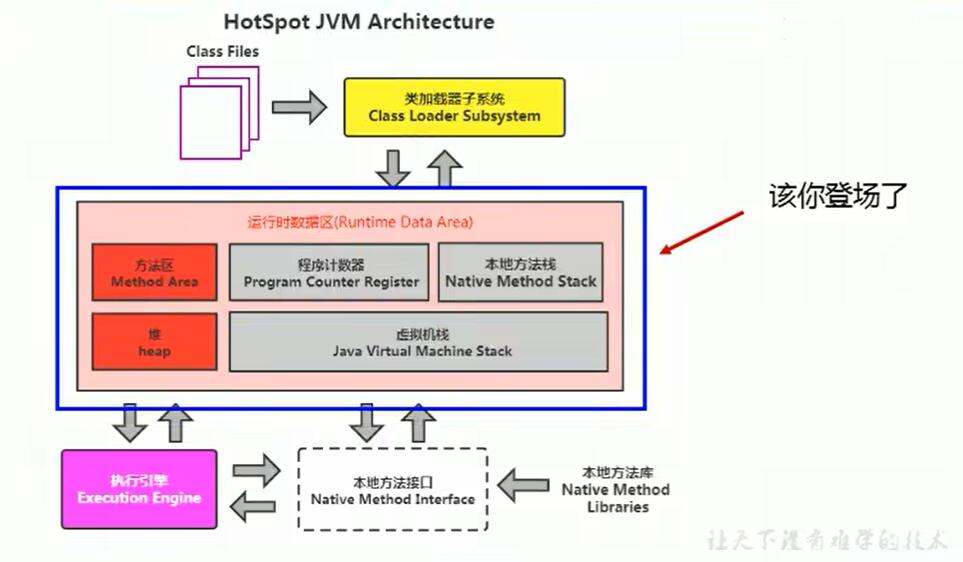 HotSpot JVM Architecture
Class Files
类加载器子系统
Class Loader Subsystem
该你登场了
运行时数据区(Runtime Data Area)
方法区
Method Area
程序计数器
Program Counter Register
本地方法栈
Native Method Stack
堆
heap
虚拟机栈
Java Virtual Machine Stack
执行引擎
Execution Engine
本地方法接口
Native Method Interface
本地方法库
Native Method
Libraries
让天下没有难学的技术